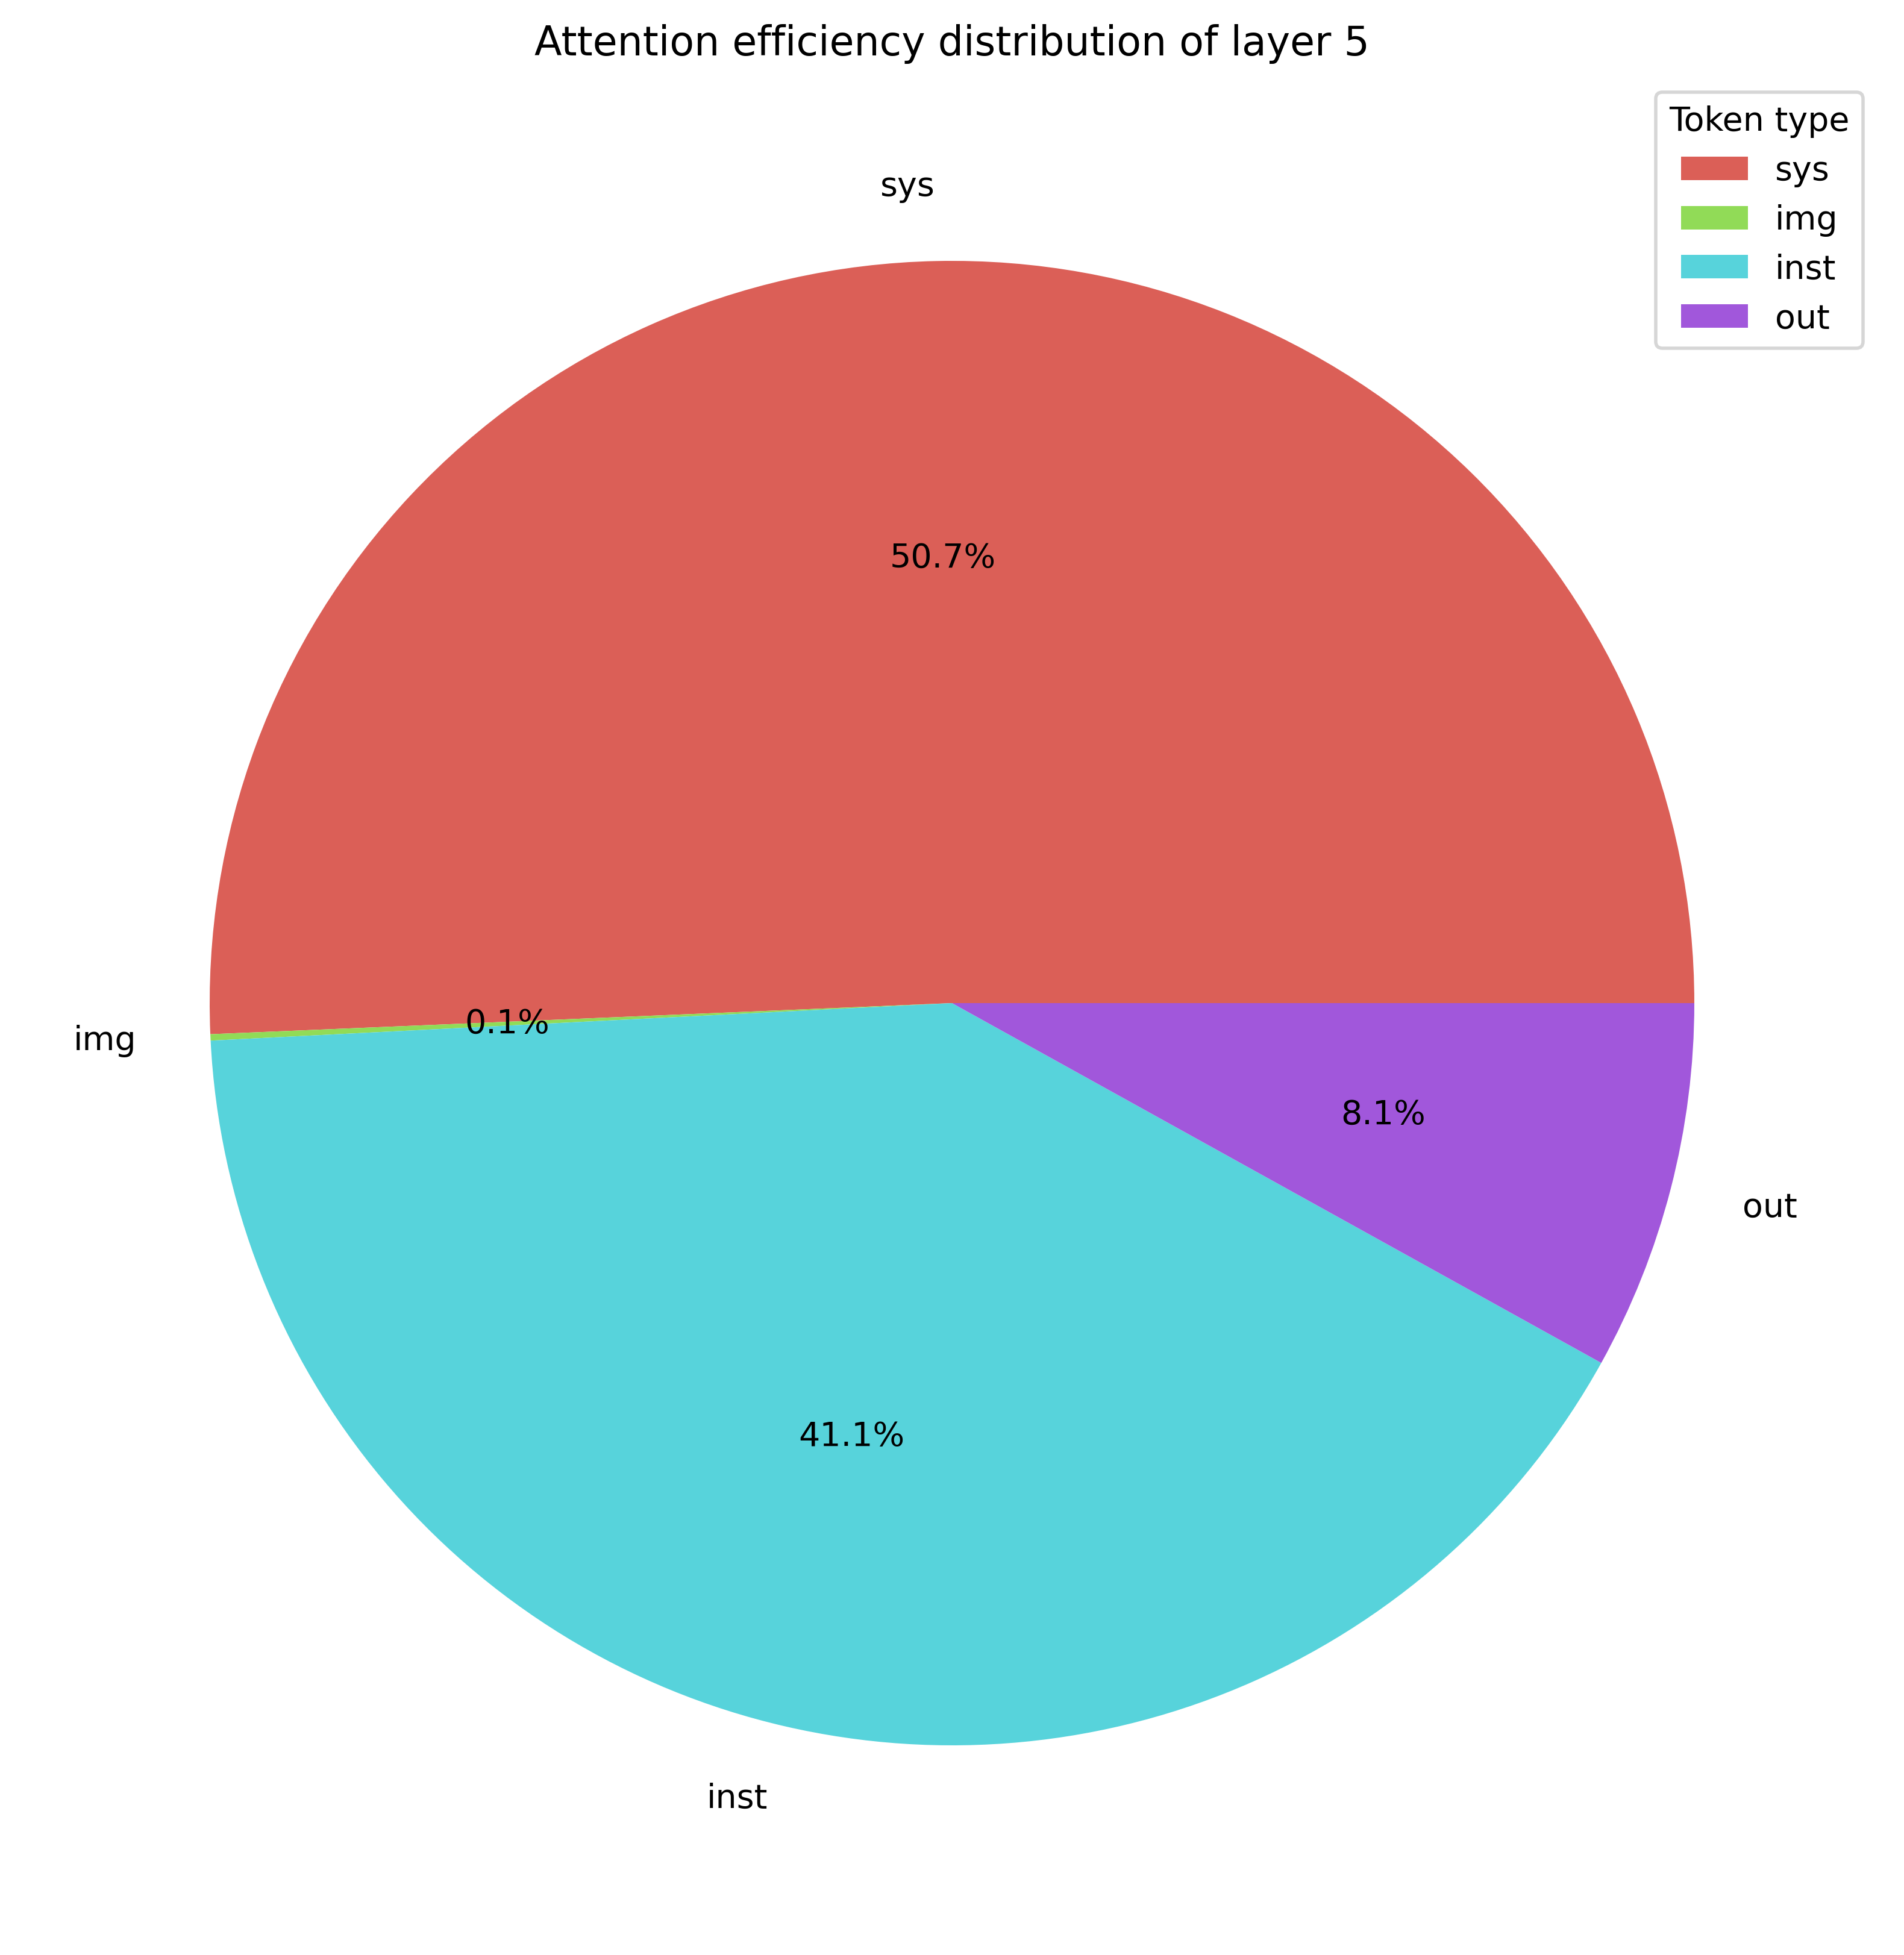 Attention efficiency distribution of layer 5
Token type
sys
img
inst
out
sys
50.7%
img
0.1%
8.1%
out
41.1%
inst